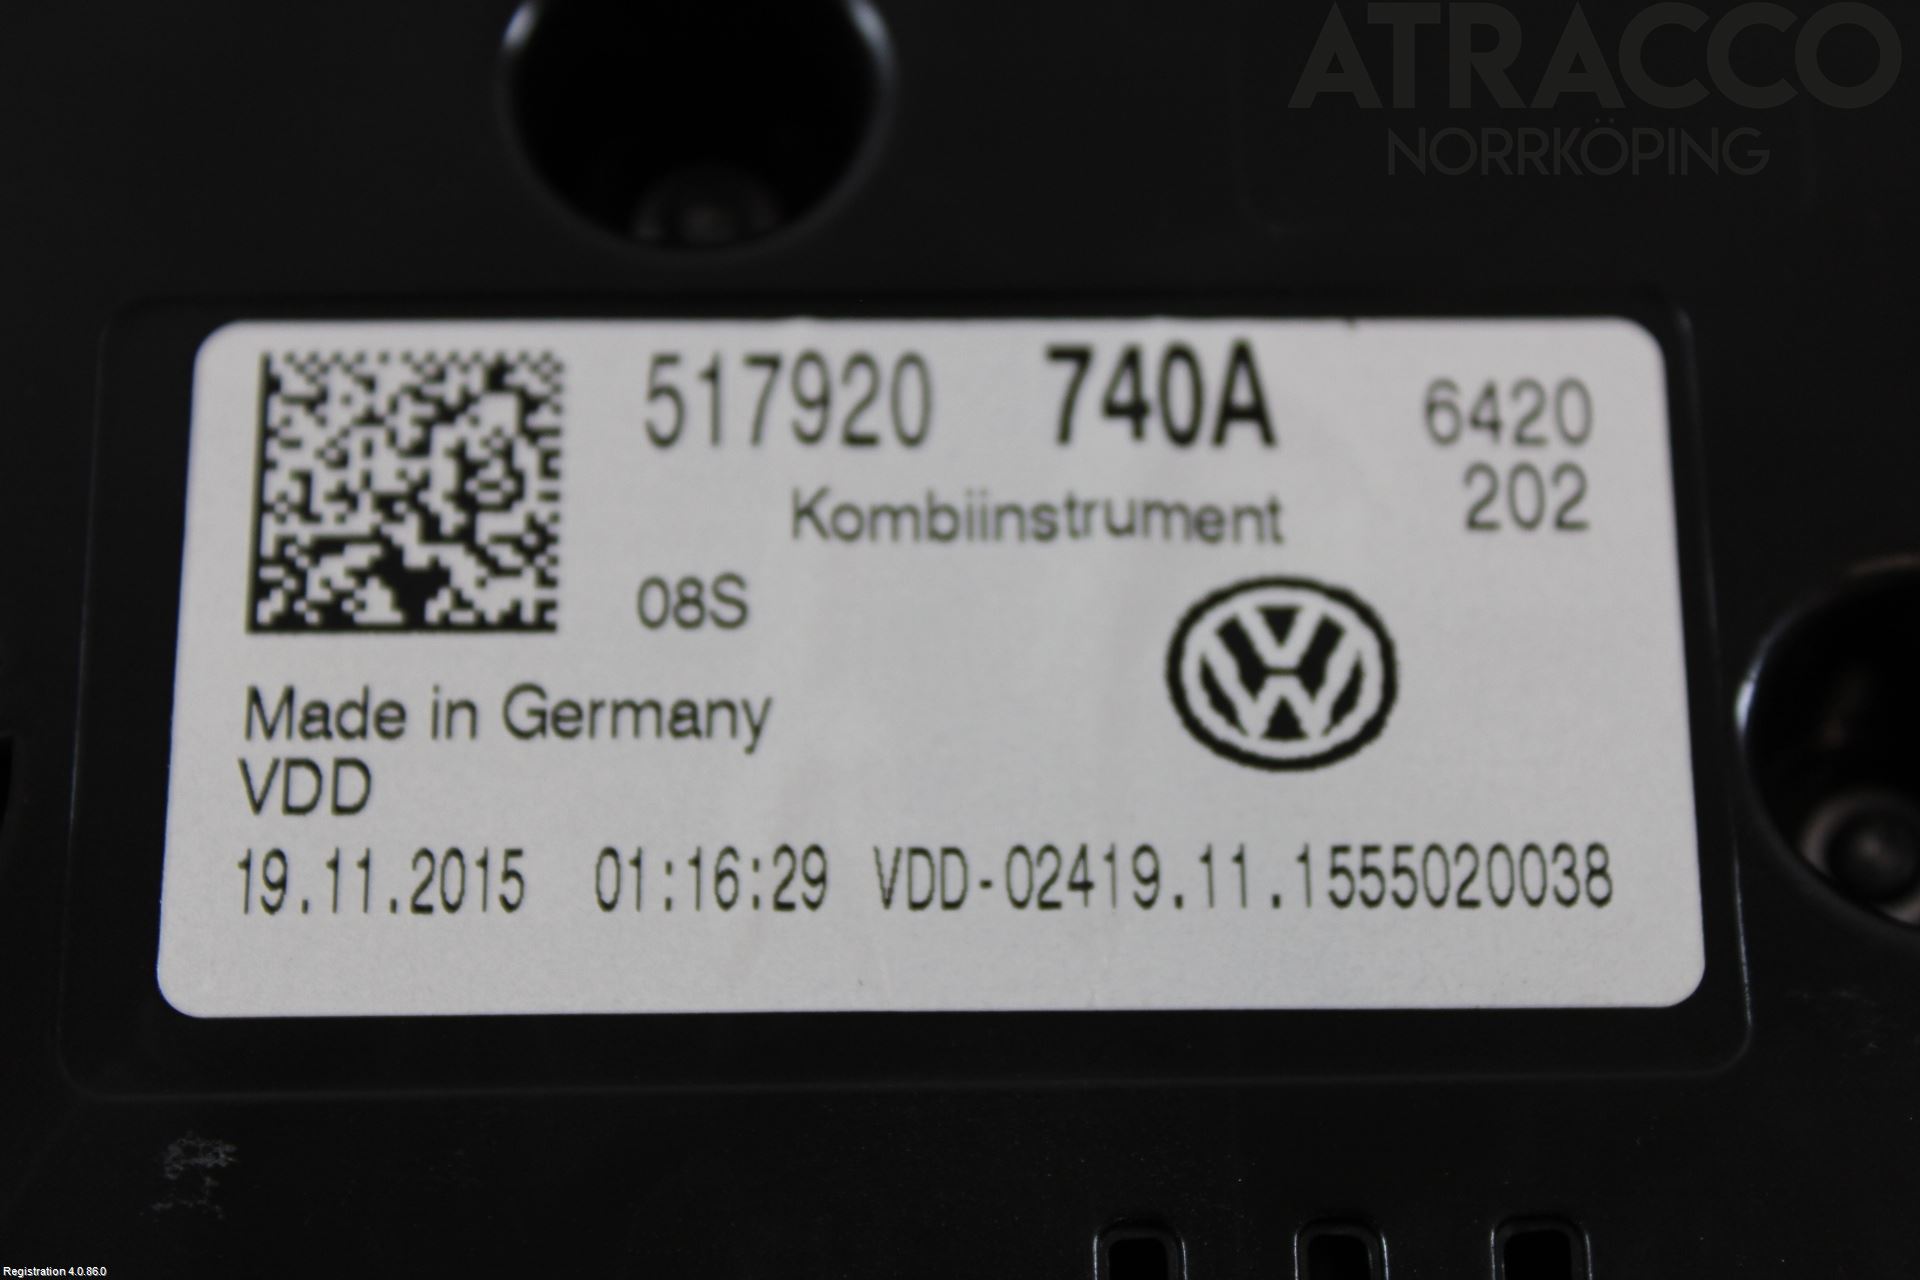 ATRACCO
NORRKÖPING
517920 740A 6420
Kombiinstrument 202
08S
Made in Germany
VDD
19.11.2015 01:16:29 VDD-02419.11.1555020038
Registration 4.0.86.0